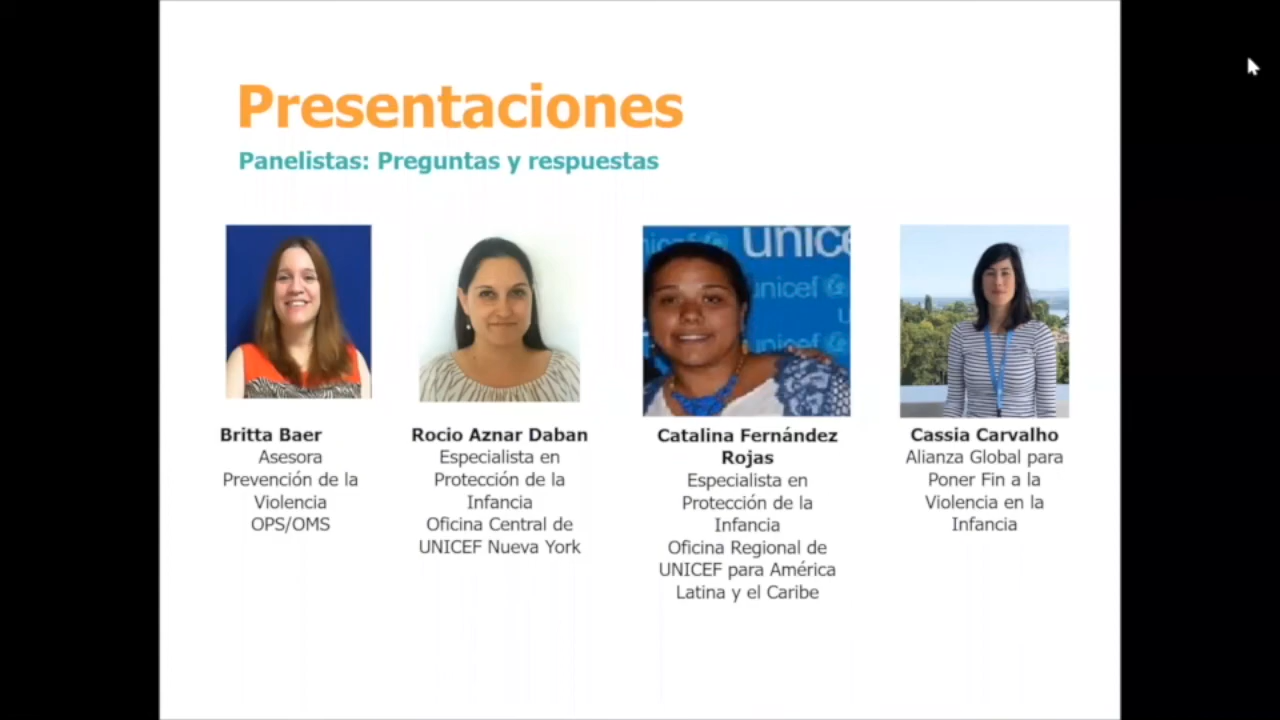 Presentaciones
Panelistas: Preguntas y respuestas
unicef
unicef
unicef
Britta Baer
Asesora
Prevención de la
Violencia
OPS/OMS
Rocio Aznar Daban
Especialista en
Protección de la
Infancia
Oficina Central de
UNICEF Nueva York
Catalina Fernández
Rojas
Especialista en
Protección de la
Infancia
Oficina Regional de
UNICEF para América
Latina y el Caribe
Cassia Carvalho
Alianza Global para
Poner Fin a la
Violencia en la
Infancia